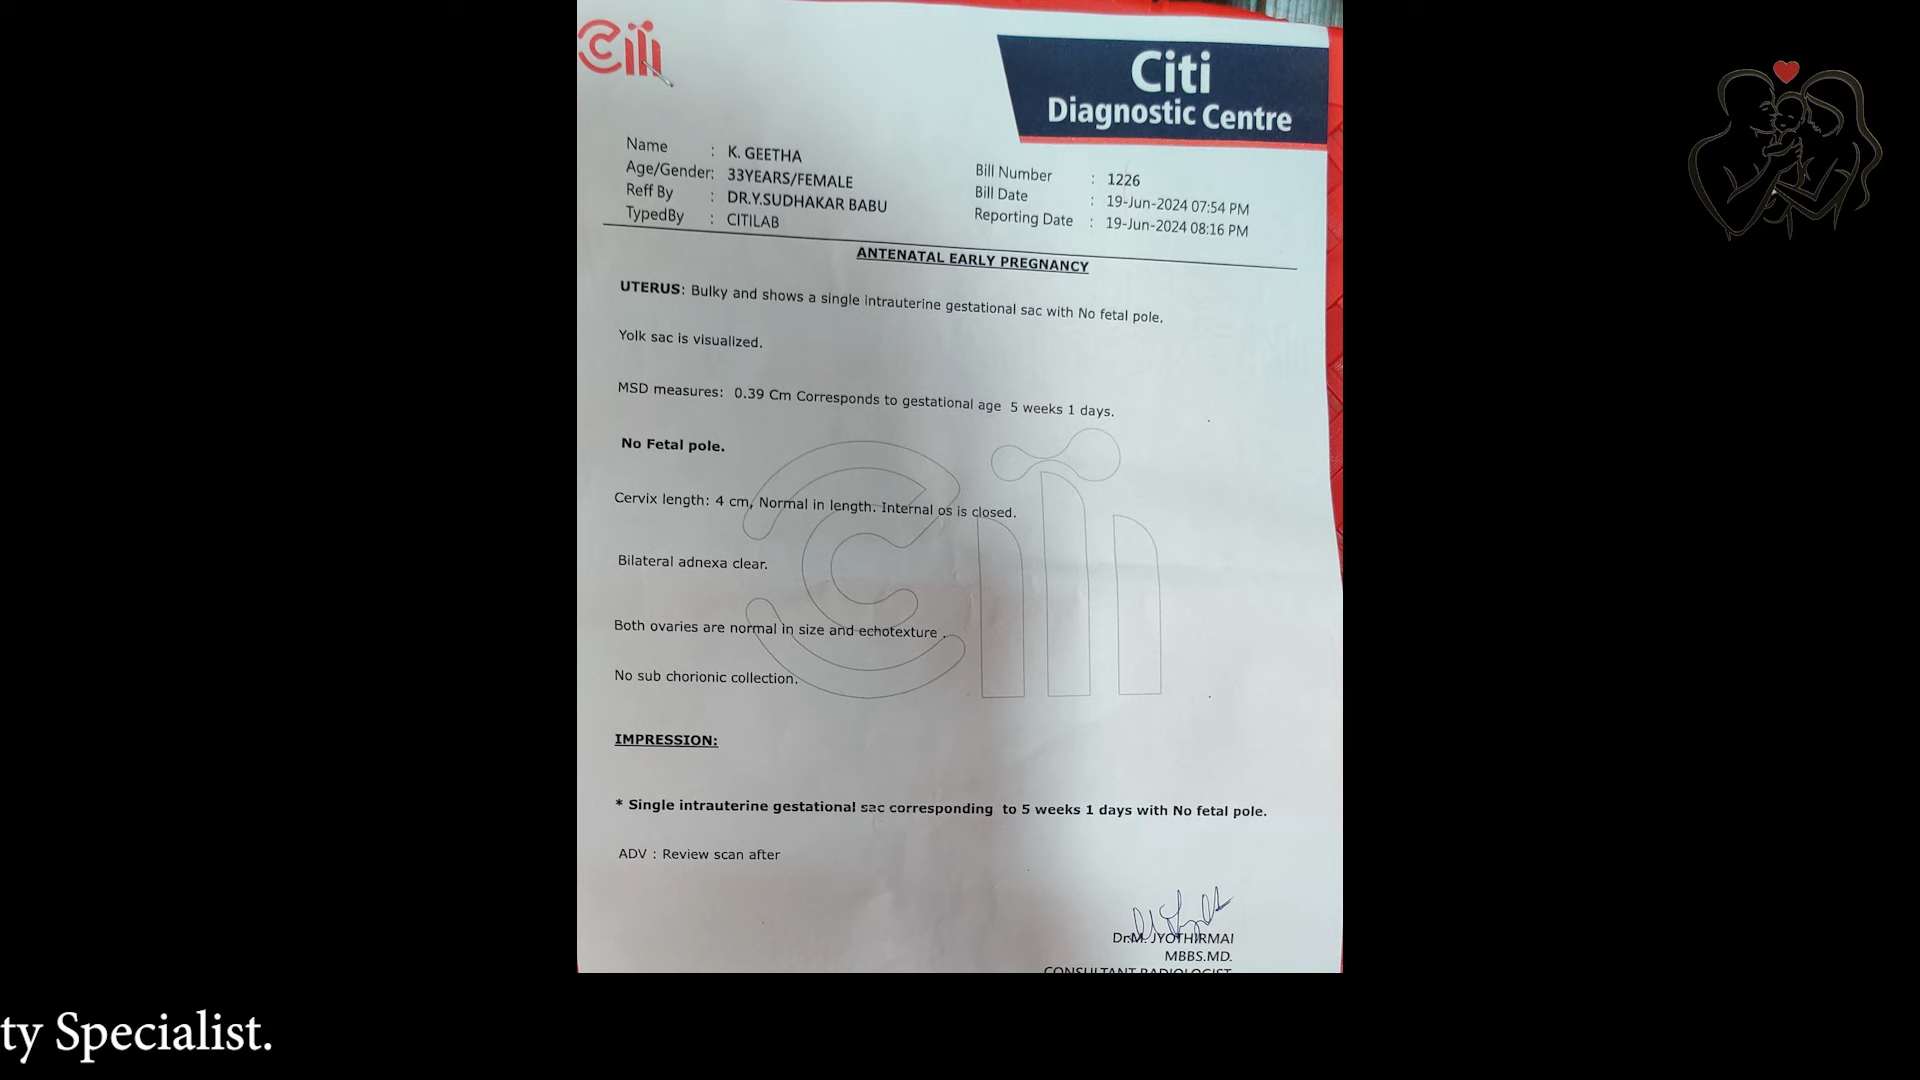 Citi
Citi
Diagnostic Centre
Name : K. GEETHA
Age/Gender: 33YEARS/FEMALE
Reff By : DR.Y.SUDHAKAR BABU
TypedBy : CITILAB
Bill Number : 1226
Bill Date : 19-Jun-2024 07:54 PM
Reporting Date : 19-Jun-2024 08:16 PM
ANTENATAL EARLY PREGNANCY
UTERUS: Bulky and shows a single intrauterine gestational sac with No fetal pole.
Yolk sac is visualized.
MSD measures: 0.39 Cm Corresponds to gestational age 5 weeks 1 days.
No Fetal pole.
Cervix length: 4 cm, Normal in length. Internal os is closed.
Bilateral adnexa clear.
Both ovaries are normal in size and echotexture .
No sub chorionic collection.
IMPRESSION:
* Single intrauterine gestational sac corresponding to 5 weeks 1 days with No fetal pole.
ADV : Review scan after
Dr.M. JYOTHIRMAI
MBBS.MD.
CONSULTANT RADIOLOGIST
ty Specialist.